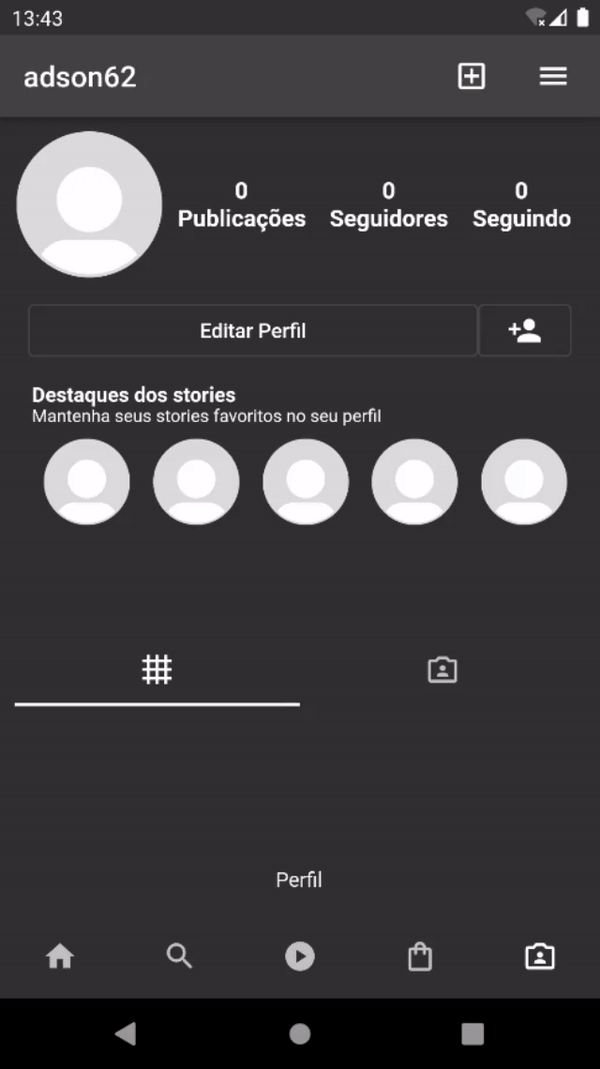 13:43
adson62
0 0 0
Publicações Seguidores Seguindo
Editar Perfil
Destaques dos stories
Mantenha seus stories favoritos no seu perfil
Perfil